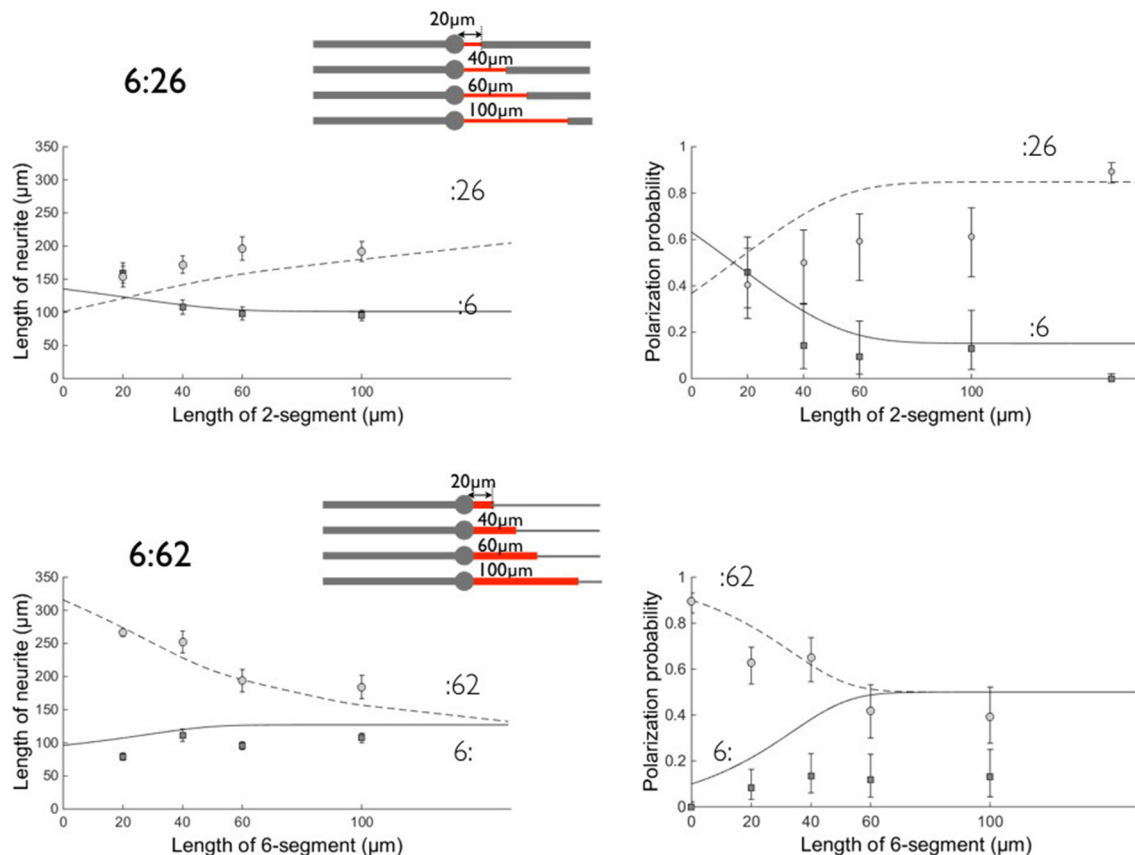 20µm
40µm
60µm
100µm
6:26
Length of neurite (µm)
350
300
250
200
150
100
50
0
:26
:6
0 20 40 60 100
Length of 2-segment (µm)
Polarization probability
1
0.8
0.6
0.4
0.2
0
:26
:6
0 20 40 60 100
Length of 2-segment (µm)
20µm
40µm
60µm
100µm
6:62
Length of neurite (µm)
350
300
250
200
150
100
50
0
:62
6:
0 20 40 60 100
Length of 6-segment (µm)
Polarization probability
1
0.8
0.6
0.4
0.2
0
:62
6:
0 20 40 60 100
Length of 6-segment (µm)